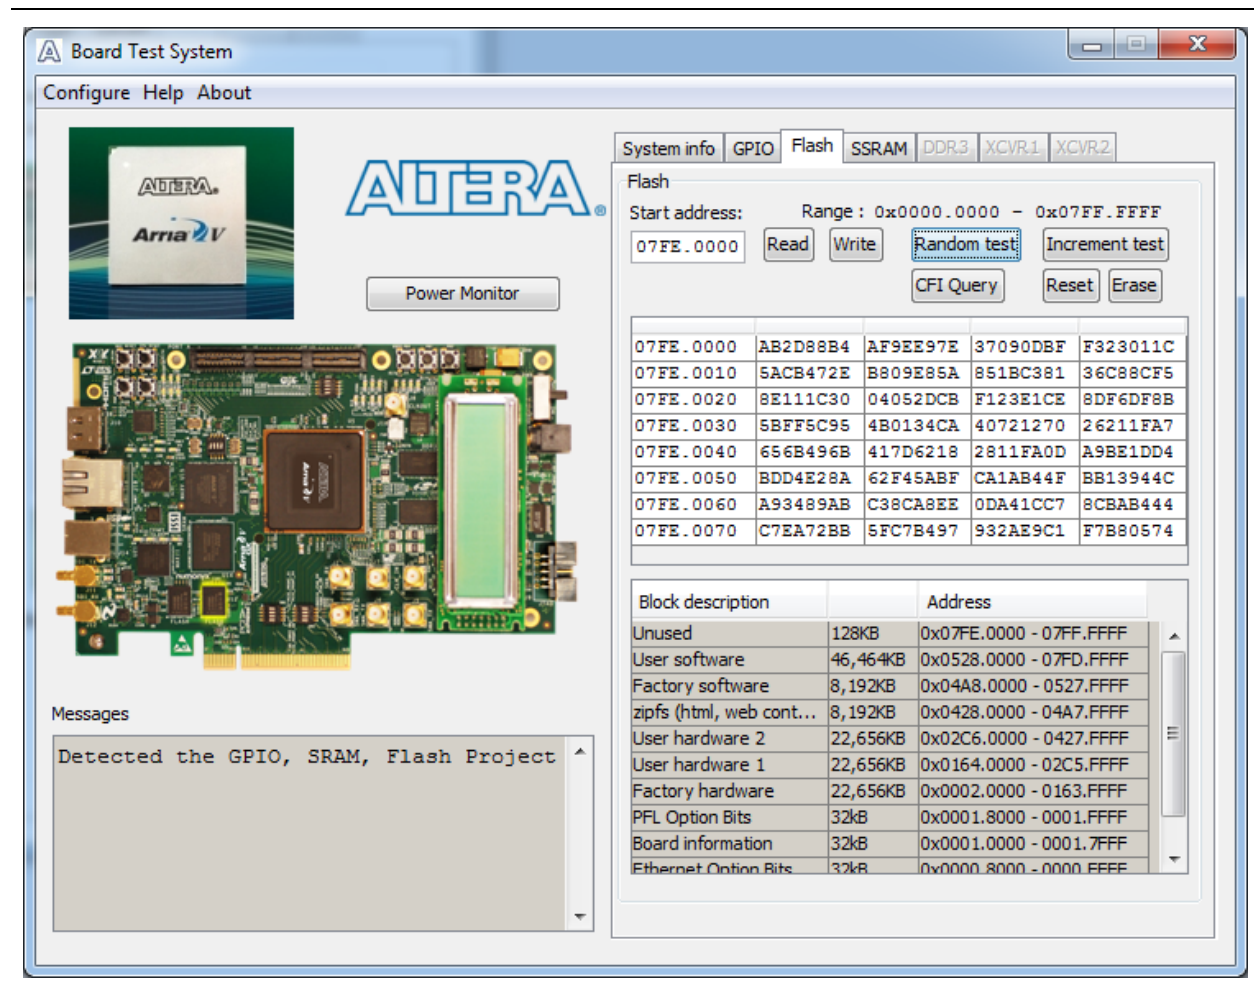 Board Test System
Configure Help About
ALTERA®
Arria V
ALTERA®
Power Monitor
Messages
Detected the GPIO, SRAM, Flash Project
System info GPIO Flash SSRAM DDR3 XCVR1 XCVR2
Flash
Start address: Range : 0x0000.0000 - 0x07FF.FFFF
07FE.0000 Read Write Random test Increment test
CFI Query Reset Erase
07FE.0000 AB2D88B4 AF9EE97E 37090DBF F323011C
07FE.0010 5ACB472E B809E85A 851BC381 36C88CF5
07FE.0020 8E111C30 04052DCB F123E1CE 8DF6DF8B
07FE.0030 5BFF5C95 4B0134CA 40721270 26211FA7
07FE.0040 656B496B 417D6218 2811FA0D A9BE1DD4
07FE.0050 BDD4E28A 62F45ABF CA1AB44F BB13944C
07FE.0060 A93489AB C38CA8EE 0DA41CC7 8CBAB444
07FE.0070 C7EA72BB 5FC7B497 932AE9C1 F7B80574
Block description Address
Unused 128KB 0x07FE.0000 - 07FF.FFFF
User software 46,464KB 0x0528.0000 - 07FD.FFFF
Factory software 8,192KB 0x04A8.0000 - 0527.FFFF
zipfs (html, web cont... 8,192KB 0x0428.0000 - 04A7.FFFF
User hardware 2 22,656KB 0x02C6.0000 - 0427.FFFF
User hardware 1 22,656KB 0x0164.0000 - 02C5.FFFF
Factory hardware 22,656KB 0x0002.0000 - 0163.FFFF
PFL Option Bits 32kB 0x0001.8000 - 0001.FFFF
Board information 32kB 0x0001.0000 - 0001.7FFF
Ethernet Option Bits 32kB 0x0000.8000 - 0000.FFFF